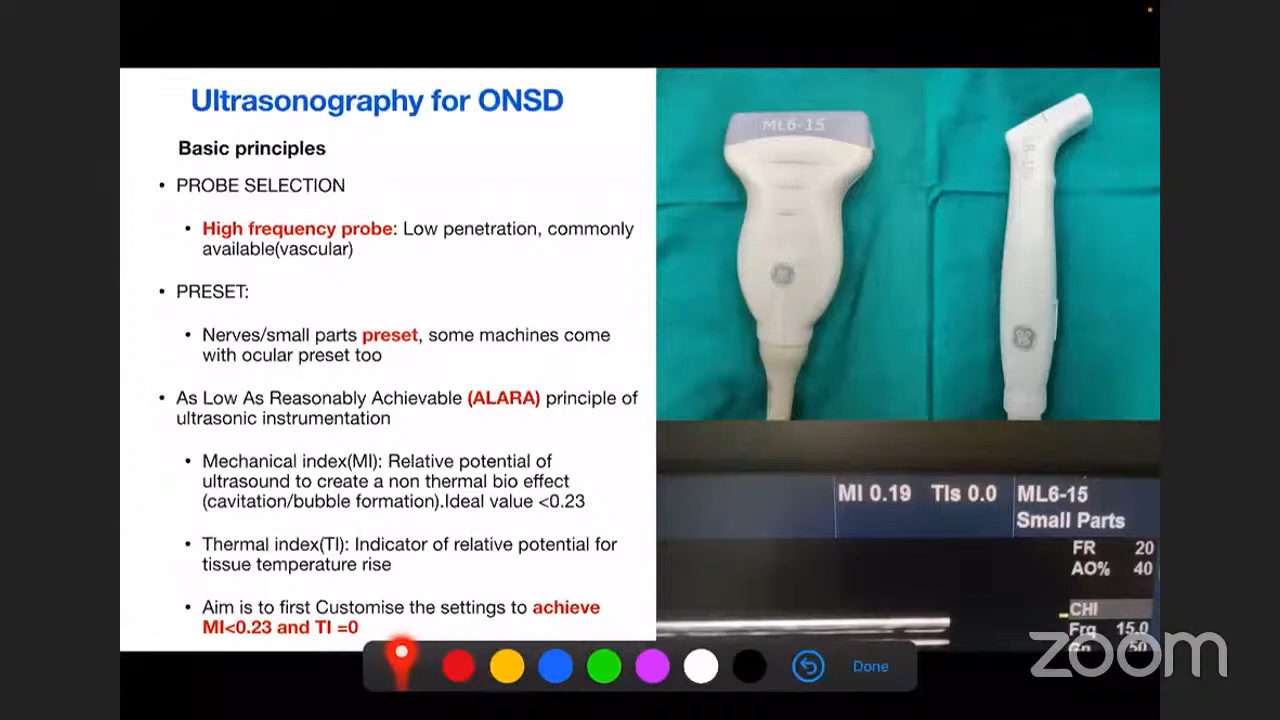 Ultrasonography for ONSD
Basic principles
• PROBE SELECTION
• High frequency probe: Low penetration, commonly
available(vascular)
• PRESET:
• Nerves/small parts preset, some machines come
with ocular preset too
• As Low As Reasonably Achievable (ALARA) principle of
ultrasonic instrumentation
• Mechanical index(MI): Relative potential of
ultrasound to create a non thermal bio effect
(cavitation/bubble formation).Ideal value <0.23
• Thermal index(TI): Indicator of relative potential for
tissue temperature rise
• Aim is to first Customise the settings to achieve
MI<0.23 and TI =0
ML6-15
MI 0.19 TIs 0.0
ML6-15
Small Parts
FR 20
AO% 40
CHI
Frq 15.0
Gn 50
zoom
Done